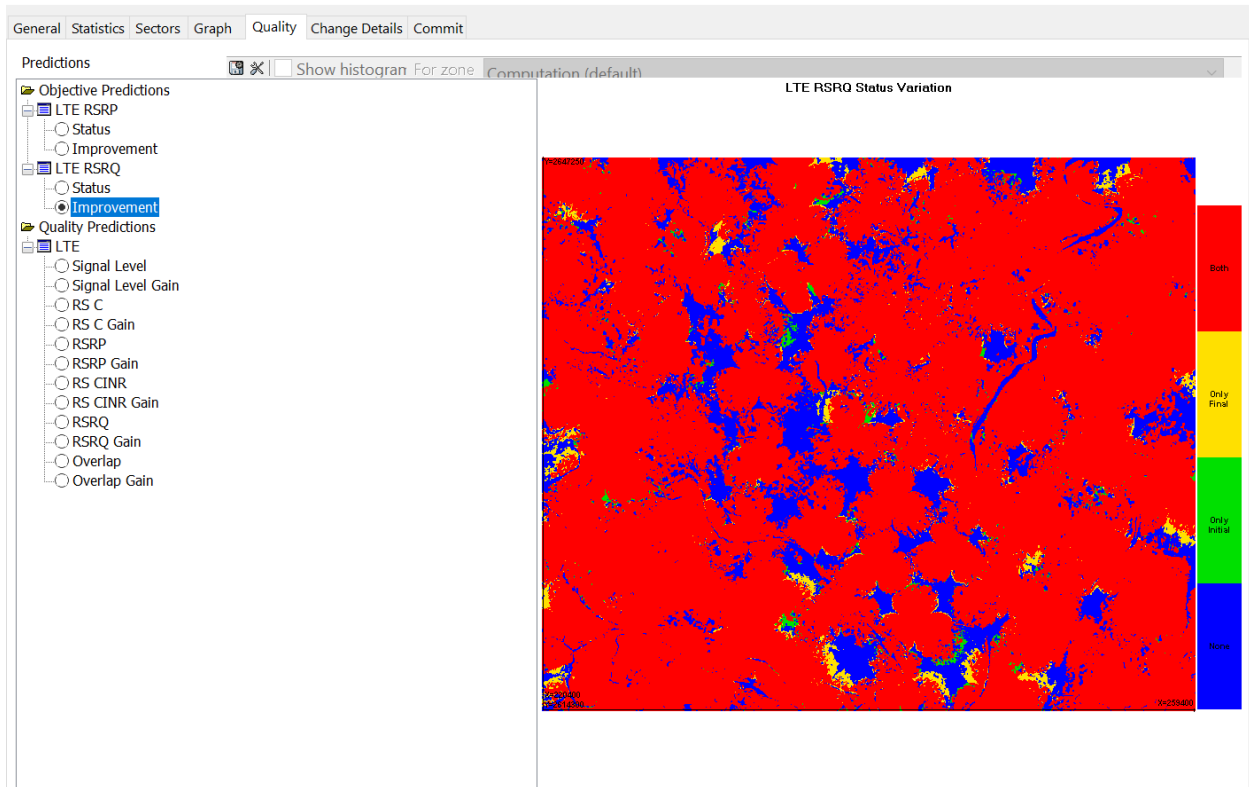 General Statistics Sectors Graph Quality Change Details Commit
Predictions
Show histogran For zone Computation (default)
Objective Predictions
LTE RSRP
Status
Improvement
LTE RSRQ
Status
Improvement
Quality Predictions
LTE
Signal Level
Signal Level Gain
RS C
RS C Gain
RSRP
RSRP Gain
RS CINR
RS CINR Gain
RSRQ
RSRQ Gain
Overlap
Overlap Gain
LTE RSRQ Status Variation
Y=2647250
X=259400
Both
Only
Final
Only
Initial
None